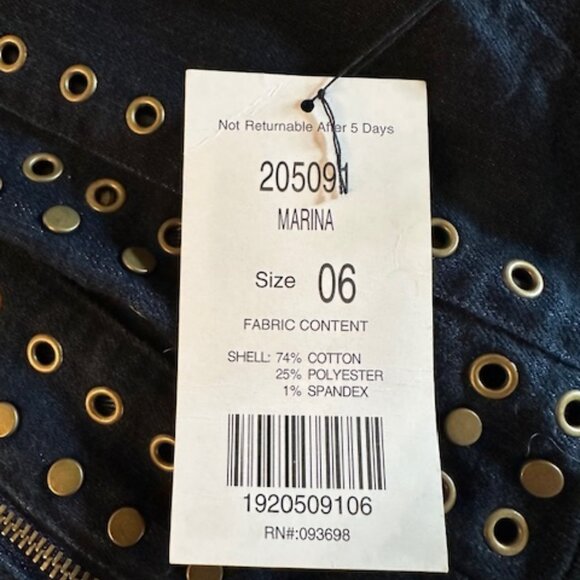 Not Returnable After 5 Days
205091
MARINA
Size 06
FABRIC CONTENT
SHELL: 74% COTTON
25% POLYESTER
1% SPANDEX
1920509106
RN#:093698